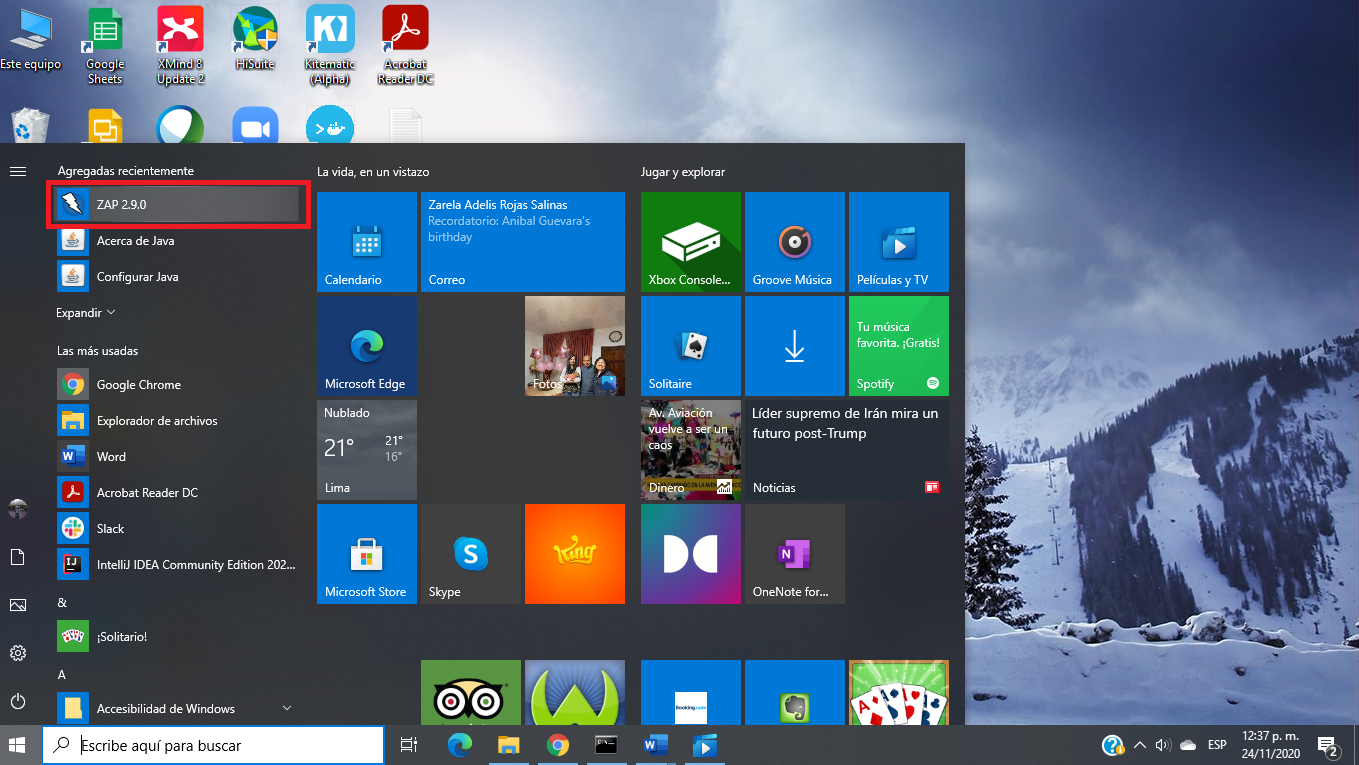 Este equipo
Google
Sheets
XMind 8
Update 2
HiSuite
Kitematic
(Alpha)
Acrobat
Reader DC
Agregadas recientemente
ZAP 2.9.0
Acerca de Java
Configurar Java
Expandir
Las más usadas
Google Chrome
Explorador de archivos
Word
Acrobat Reader DC
Slack
IntelliJ IDEA Community Edition 202...
&
¡Solitario!
A
Accesibilidad de Windows
La vida, en un vistazo
Calendario
Zarela Adelis Rojas Salinas
Recordatorio: Anibal Guevara's
birthday
Correo
Microsoft Edge
Fotos
Nublado
21°
21°
16°
Lima
Microsoft Store
Skype
King
Jugar y explorar
Xbox Console...
Groove Música
Películas y TV
Solitaire
Tu música
favorita. ¡Gratis!
Spotify
Av. Aviación
vuelve a ser un
caos
Dinero
Líder supremo de Irán mira un
futuro post-Trump
Noticias
OneNote for...
Booking.com
Escribe aquí para buscar
ESP
12:37 p. m.
24/11/2020
2